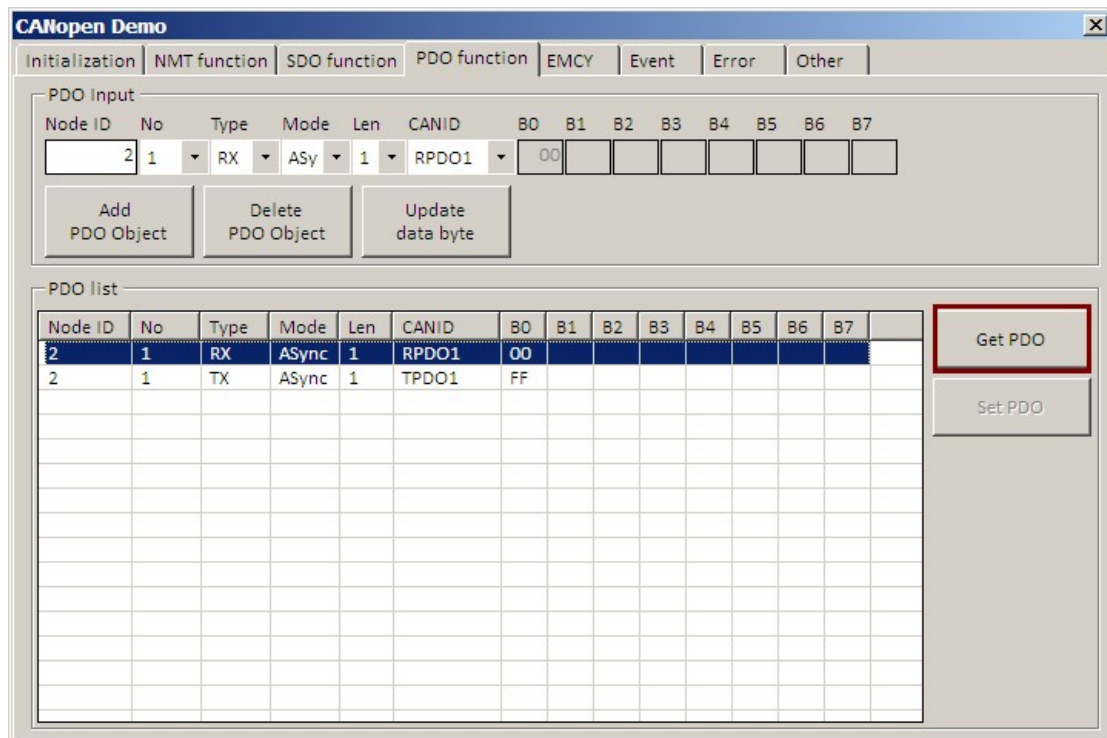 CANopen Demo
Initialization NMT function SDO function PDO function EMCY Event Error Other
PDO Input
Node ID No Type Mode Len CANID B0 B1 B2 B3 B4 B5 B6 B7
2 1 RX ASy 1 RPDO1 00
Add PDO Object Delete PDO Object Update data byte
PDO list
Node ID No Type Mode Len CANID B0 B1 B2 B3 B4 B5 B6 B7
2 1 RX ASync 1 RPDO1 00
2 1 TX ASync 1 TPDO1 FF
Get PDO
Set PDO